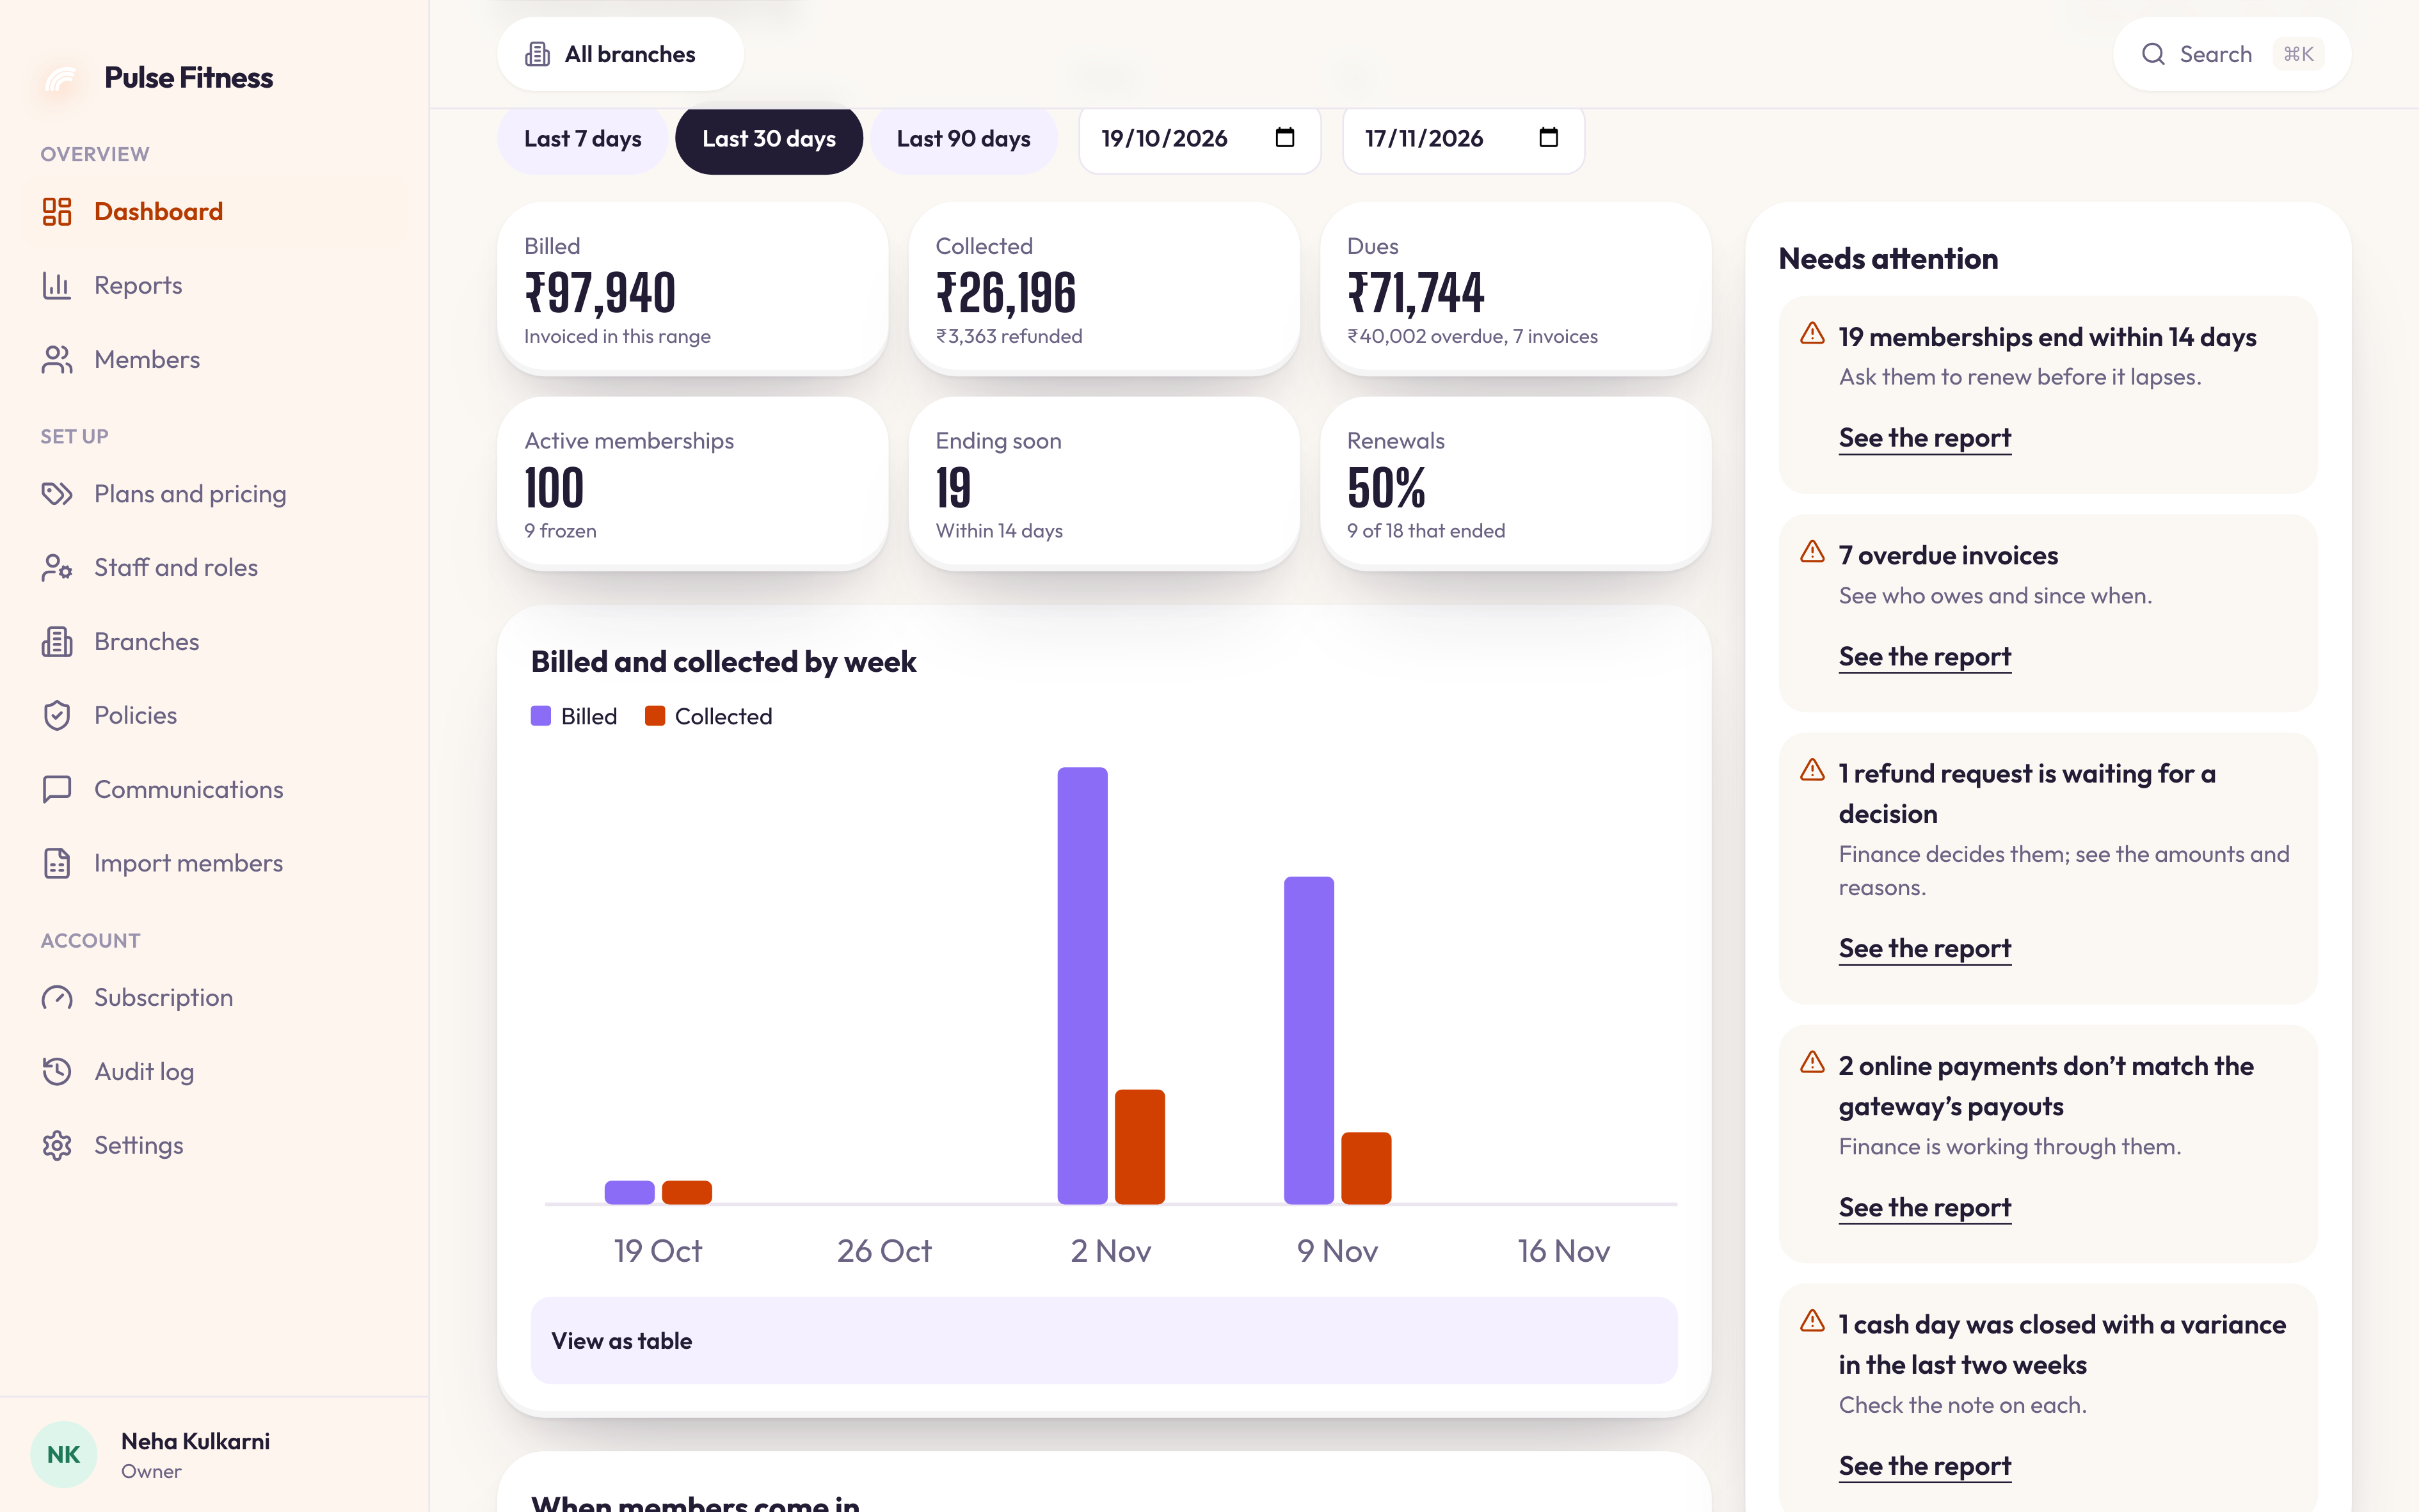 Pulse Fitness
OVERVIEW
Dashboard
Reports
Members
SET UP
Plans and pricing
Staff and roles
Branches
Policies
Communications
Import members
ACCOUNT
Subscription
Audit log
Settings
NK
Neha Kulkarni
Owner
All branches
Search ⌘K
Last 7 days
Last 30 days
Last 90 days
19/10/2026
17/11/2026
Billed
₹97,940
Invoiced in this range
Collected
₹26,196
₹3,363 refunded
Dues
₹71,744
₹40,002 overdue, 7 invoices
Active memberships
100
9 frozen
Ending soon
19
Within 14 days
Renewals
50%
9 of 18 that ended
Billed and collected by week
Billed
Collected
19 Oct
26 Oct
2 Nov
9 Nov
16 Nov
View as table
When members come in
Needs attention
19 memberships end within 14 days
Ask them to renew before it lapses.
See the report
7 overdue invoices
See who owes and since when.
See the report
1 refund request is waiting for a
decision
Finance decides them; see the amounts and
reasons.
See the report
2 online payments don’t match the
gateway’s payouts
Finance is working through them.
See the report
1 cash day was closed with a variance
in the last two weeks
Check the note on each.
See the report